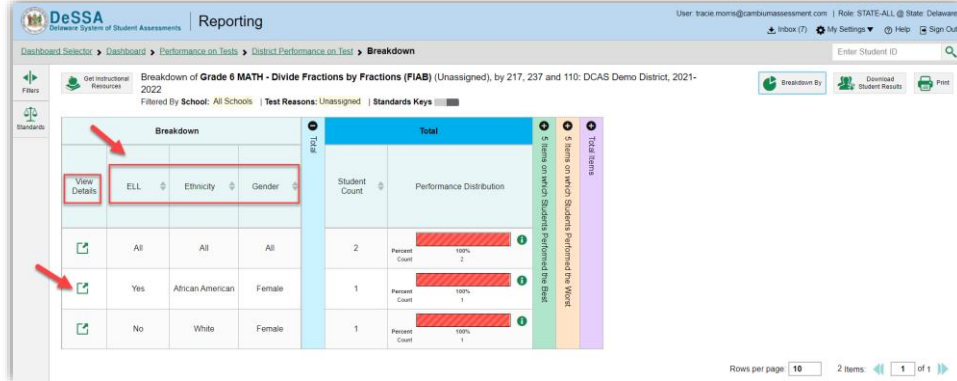 DeSSA
Delaware System of Student Assessments
Reporting
User: tracie.morris@cambiumassessment.com | Role: STATE-ALL @ State: Delaware
Inbox (7) My Settings ▼ Help Sign Out
Dashboard Selector > Dashboard > Performance on Tests > District Performance on Test > Breakdown
Enter Student ID
Filters
Standards
Get Instructional Resources
Breakdown of Grade 6 MATH - Divide Fractions by Fractions (FIAB) (Unassigned), by 217, 237 and 110: DCAS Demo District, 2021-
2022
Filtered By School: All Schools | Test Reasons: Unassigned | Standards Keys
Breakdown By
Download Student Results
Print
Breakdown
Total
Total
5 Items on which Students Performed the Best
5 Items on which Students Performed the Worst
Total Items
View Details
ELL
Ethnicity
Gender
Student Count
Performance Distribution
All All All 2
Percent 100%
Count 2
Yes African American Female 1
Percent 100%
Count 1
No White Female 1
Percent 100%
Count 1
Rows per page: 10 2 Items: 1 of 1